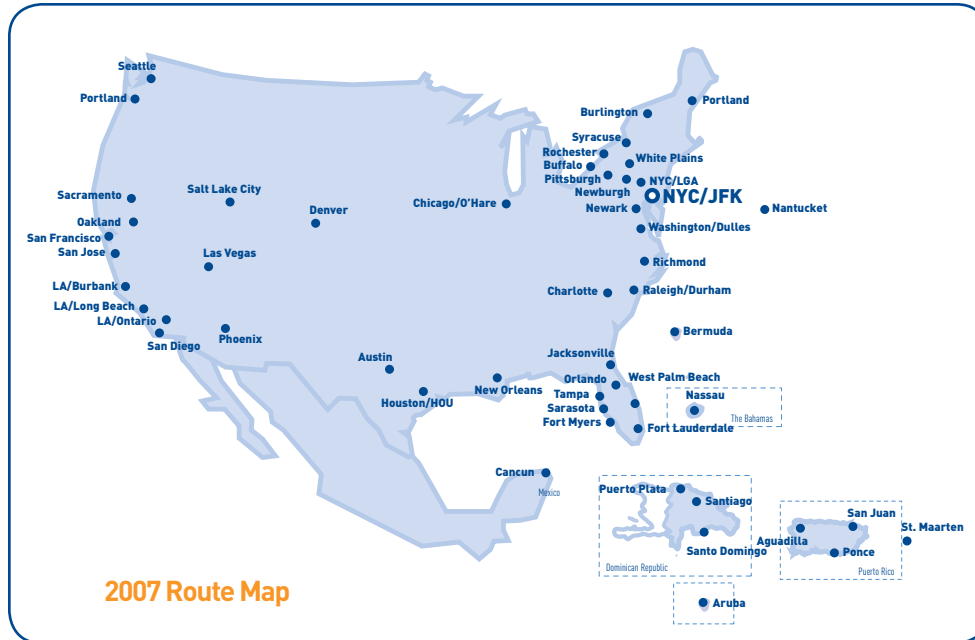 Seattle
Portland
Portland
Burlington
Syracuse
Rochester
White Plains
Buffalo
Pittsburgh
NYC/LGA
Newburgh
NYC/JFK
Sacramento
Salt Lake City
Chicago/O'Hare
Newark
Nantucket
Denver
Oakland
Washington/Dulles
San Francisco
San Jose
Las Vegas
Richmond
LA/Burbank
Charlotte
Raleigh/Durham
LA/Long Beach
LA/Ontario
Phoenix
San Diego
Bermuda
Austin
Jacksonville
Orlando
West Palm Beach
New Orleans
Houston/HOU
Tampa
Nassau
Sarasota
The Bahamas
Fort Myers
Fort Lauderdale
Cancun
Mexico
Puerto Plata
Santiago
San Juan
St. Maarten
Aguadilla
Santo Domingo
Ponce
Dominican Republic
Puerto Rico
2007 Route Map
Aruba